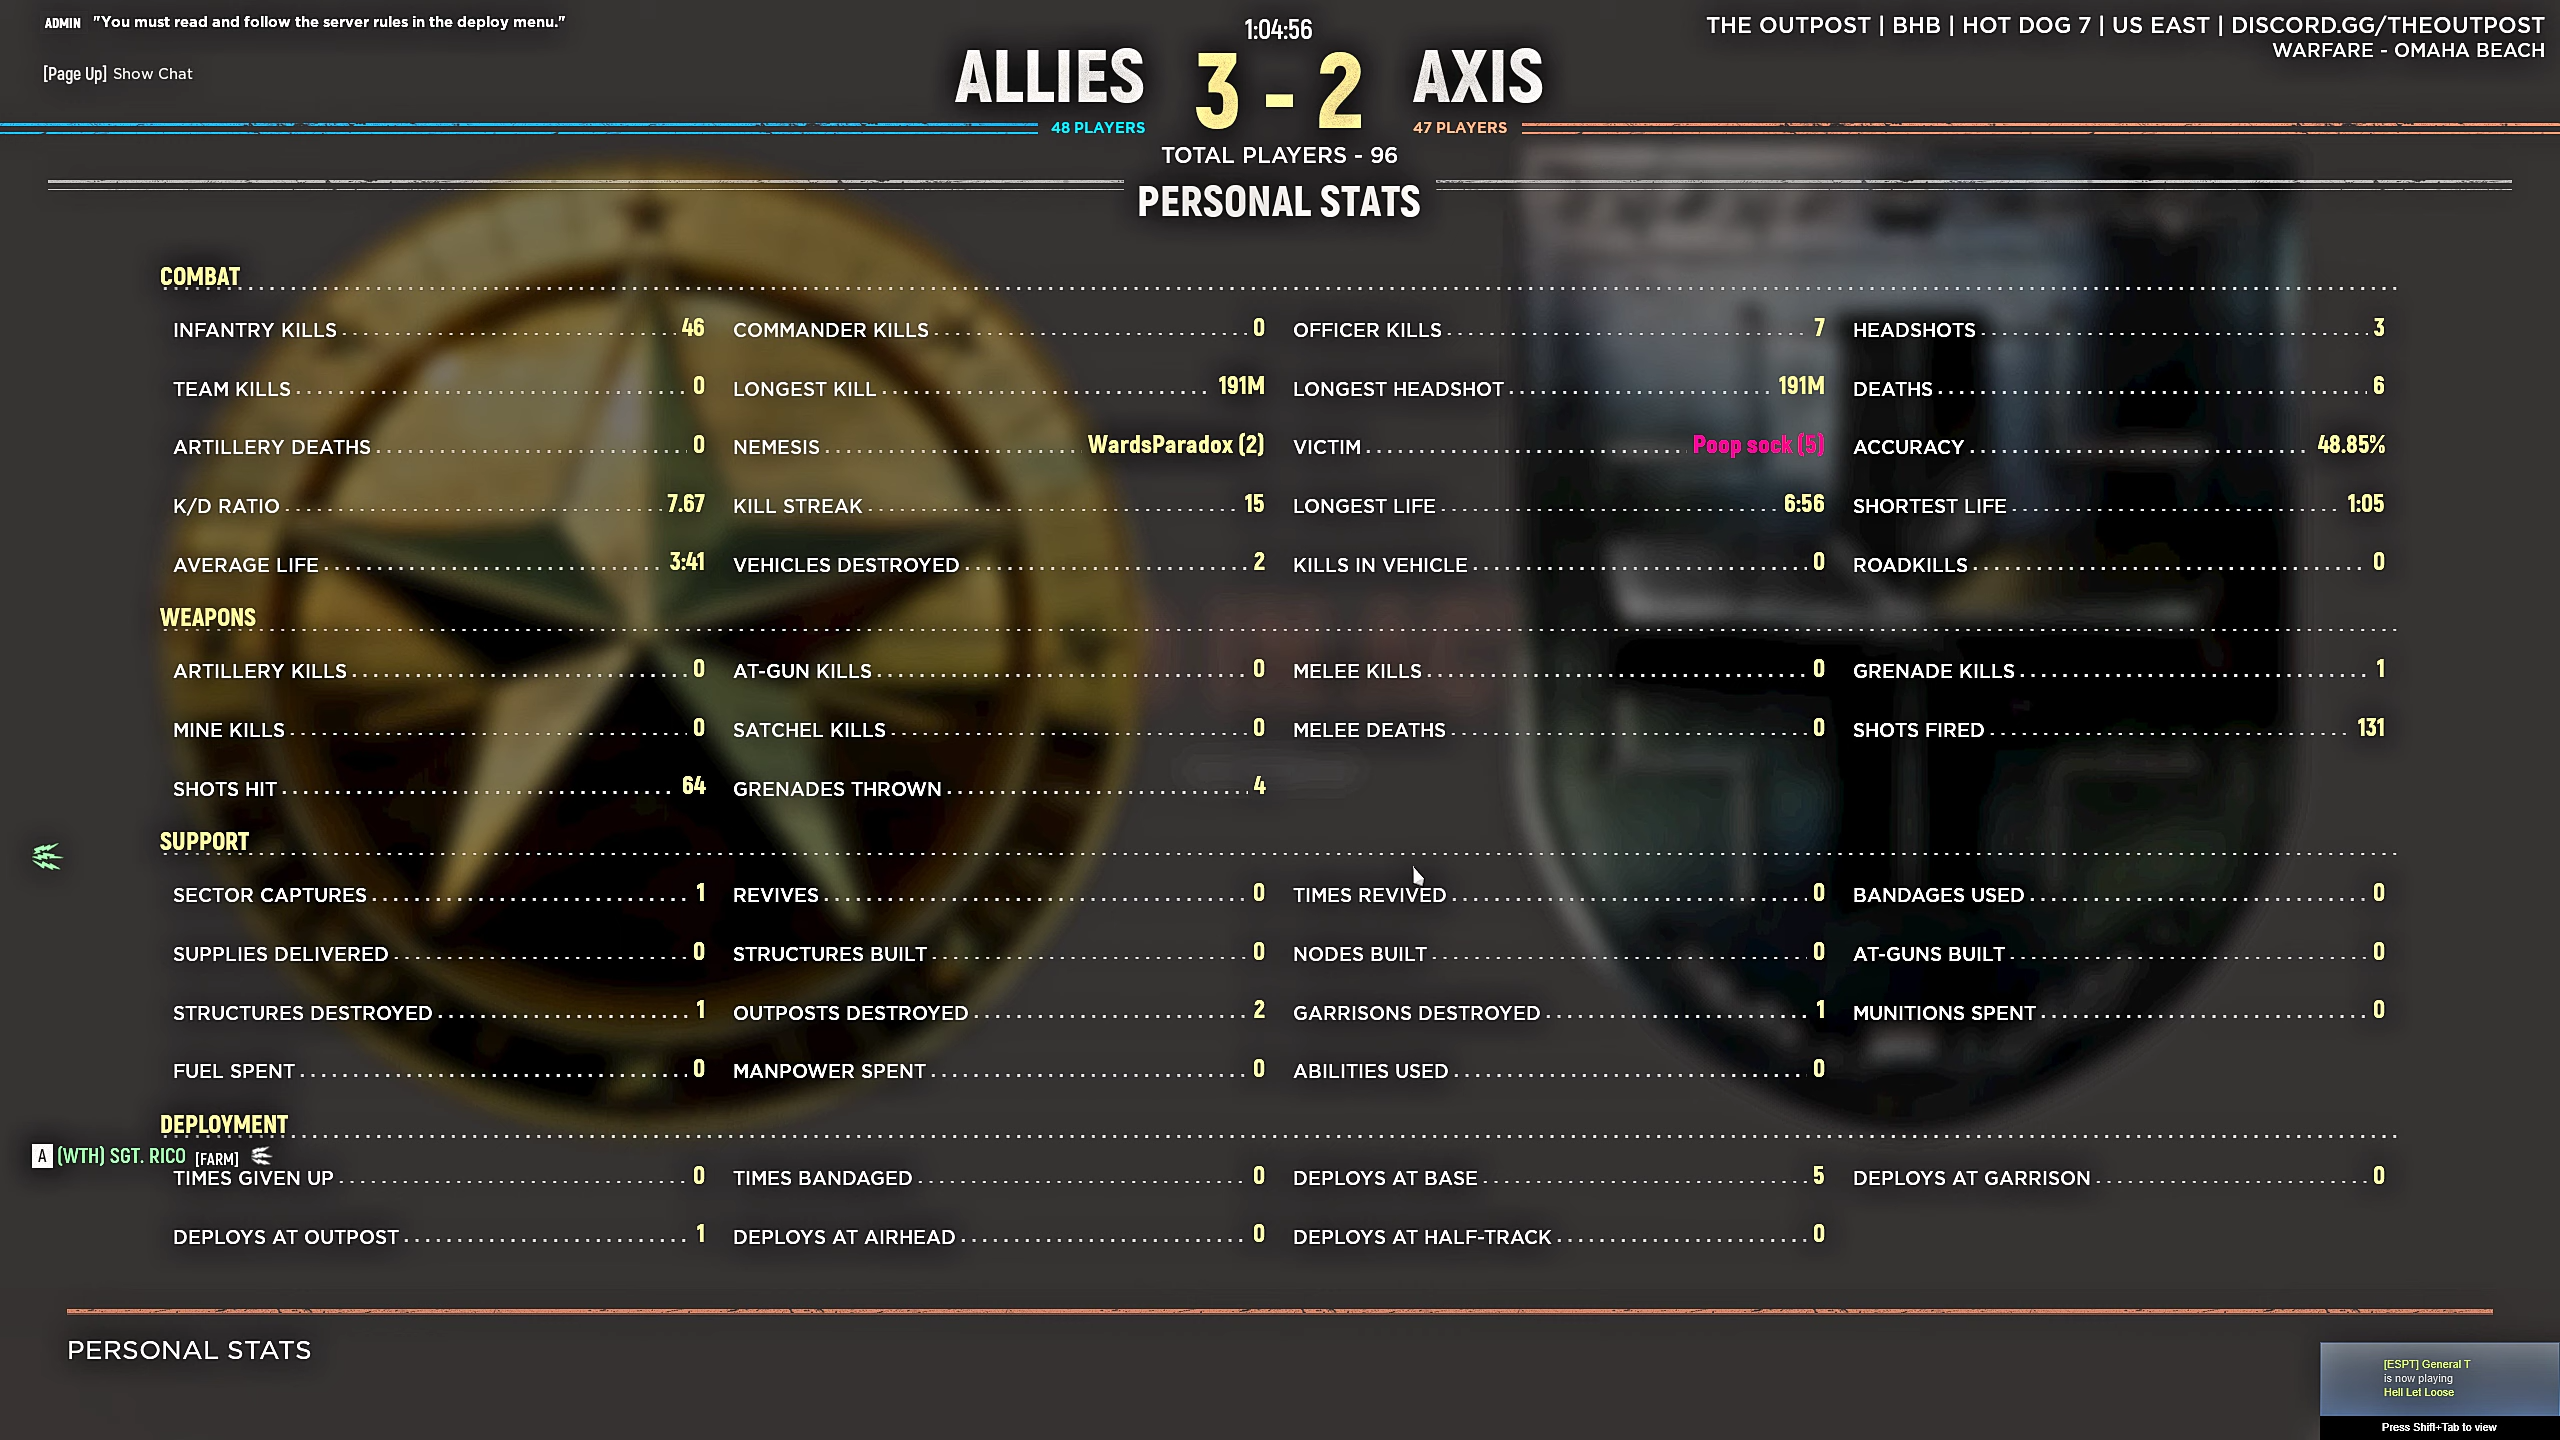 ADMIN "You must read and follow the server rules in the deploy menu."
[Page Up] Show Chat
1:04:56
ALLIES 3 - 2 AXIS
48 PLAYERS 47 PLAYERS
TOTAL PLAYERS - 96
THE OUTPOST | BHB | HOT DOG 7 | US EAST | DISCORD.GG/THEOUTPOST
WARFARE - OMAHA BEACH
PERSONAL STATS
COMBAT
INFANTRY KILLS 46 COMMANDER KILLS 0 OFFICER KILLS 7 HEADSHOTS 3
TEAM KILLS 0 LONGEST KILL 191M LONGEST HEADSHOT 191M DEATHS 6
ARTILLERY DEATHS 0 NEMESIS WardsParadox (2) VICTIM Poop sock (5) ACCURACY 48.85%
K/D RATIO 7.67 KILL STREAK 15 LONGEST LIFE 6:56 SHORTEST LIFE 1:05
AVERAGE LIFE 3:41 VEHICLES DESTROYED 2 KILLS IN VEHICLE 0 ROADKILLS 0
WEAPONS
ARTILLERY KILLS 0 AT-GUN KILLS 0 MELEE KILLS 0 GRENADE KILLS 1
MINE KILLS 0 SATCHEL KILLS 0 MELEE DEATHS 0 SHOTS FIRED 131
SHOTS HIT 64 GRENADES THROWN 4
SUPPORT
SECTOR CAPTURES 1 REVIVES 0 TIMES REVIVED 0 BANDAGES USED 0
SUPPLIES DELIVERED 0 STRUCTURES BUILT 0 NODES BUILT 0 AT-GUNS BUILT 0
STRUCTURES DESTROYED 1 OUTPOSTS DESTROYED 2 GARRISONS DESTROYED 1 MUNITIONS SPENT 0
FUEL SPENT 0 MANPOWER SPENT 0 ABILITIES USED 0
DEPLOYMENT
A (WTH) SGT. RICO [FARM]
TIMES GIVEN UP 0 TIMES BANDAGED 0 DEPLOYS AT BASE 5 DEPLOYS AT GARRISON 0
DEPLOYS AT OUTPOST 1 DEPLOYS AT AIRHEAD 0 DEPLOYS AT HALF-TRACK 0
PERSONAL STATS
[ESPT] General T
is now playing
Hell Let Loose
Press Shift+Tab to view